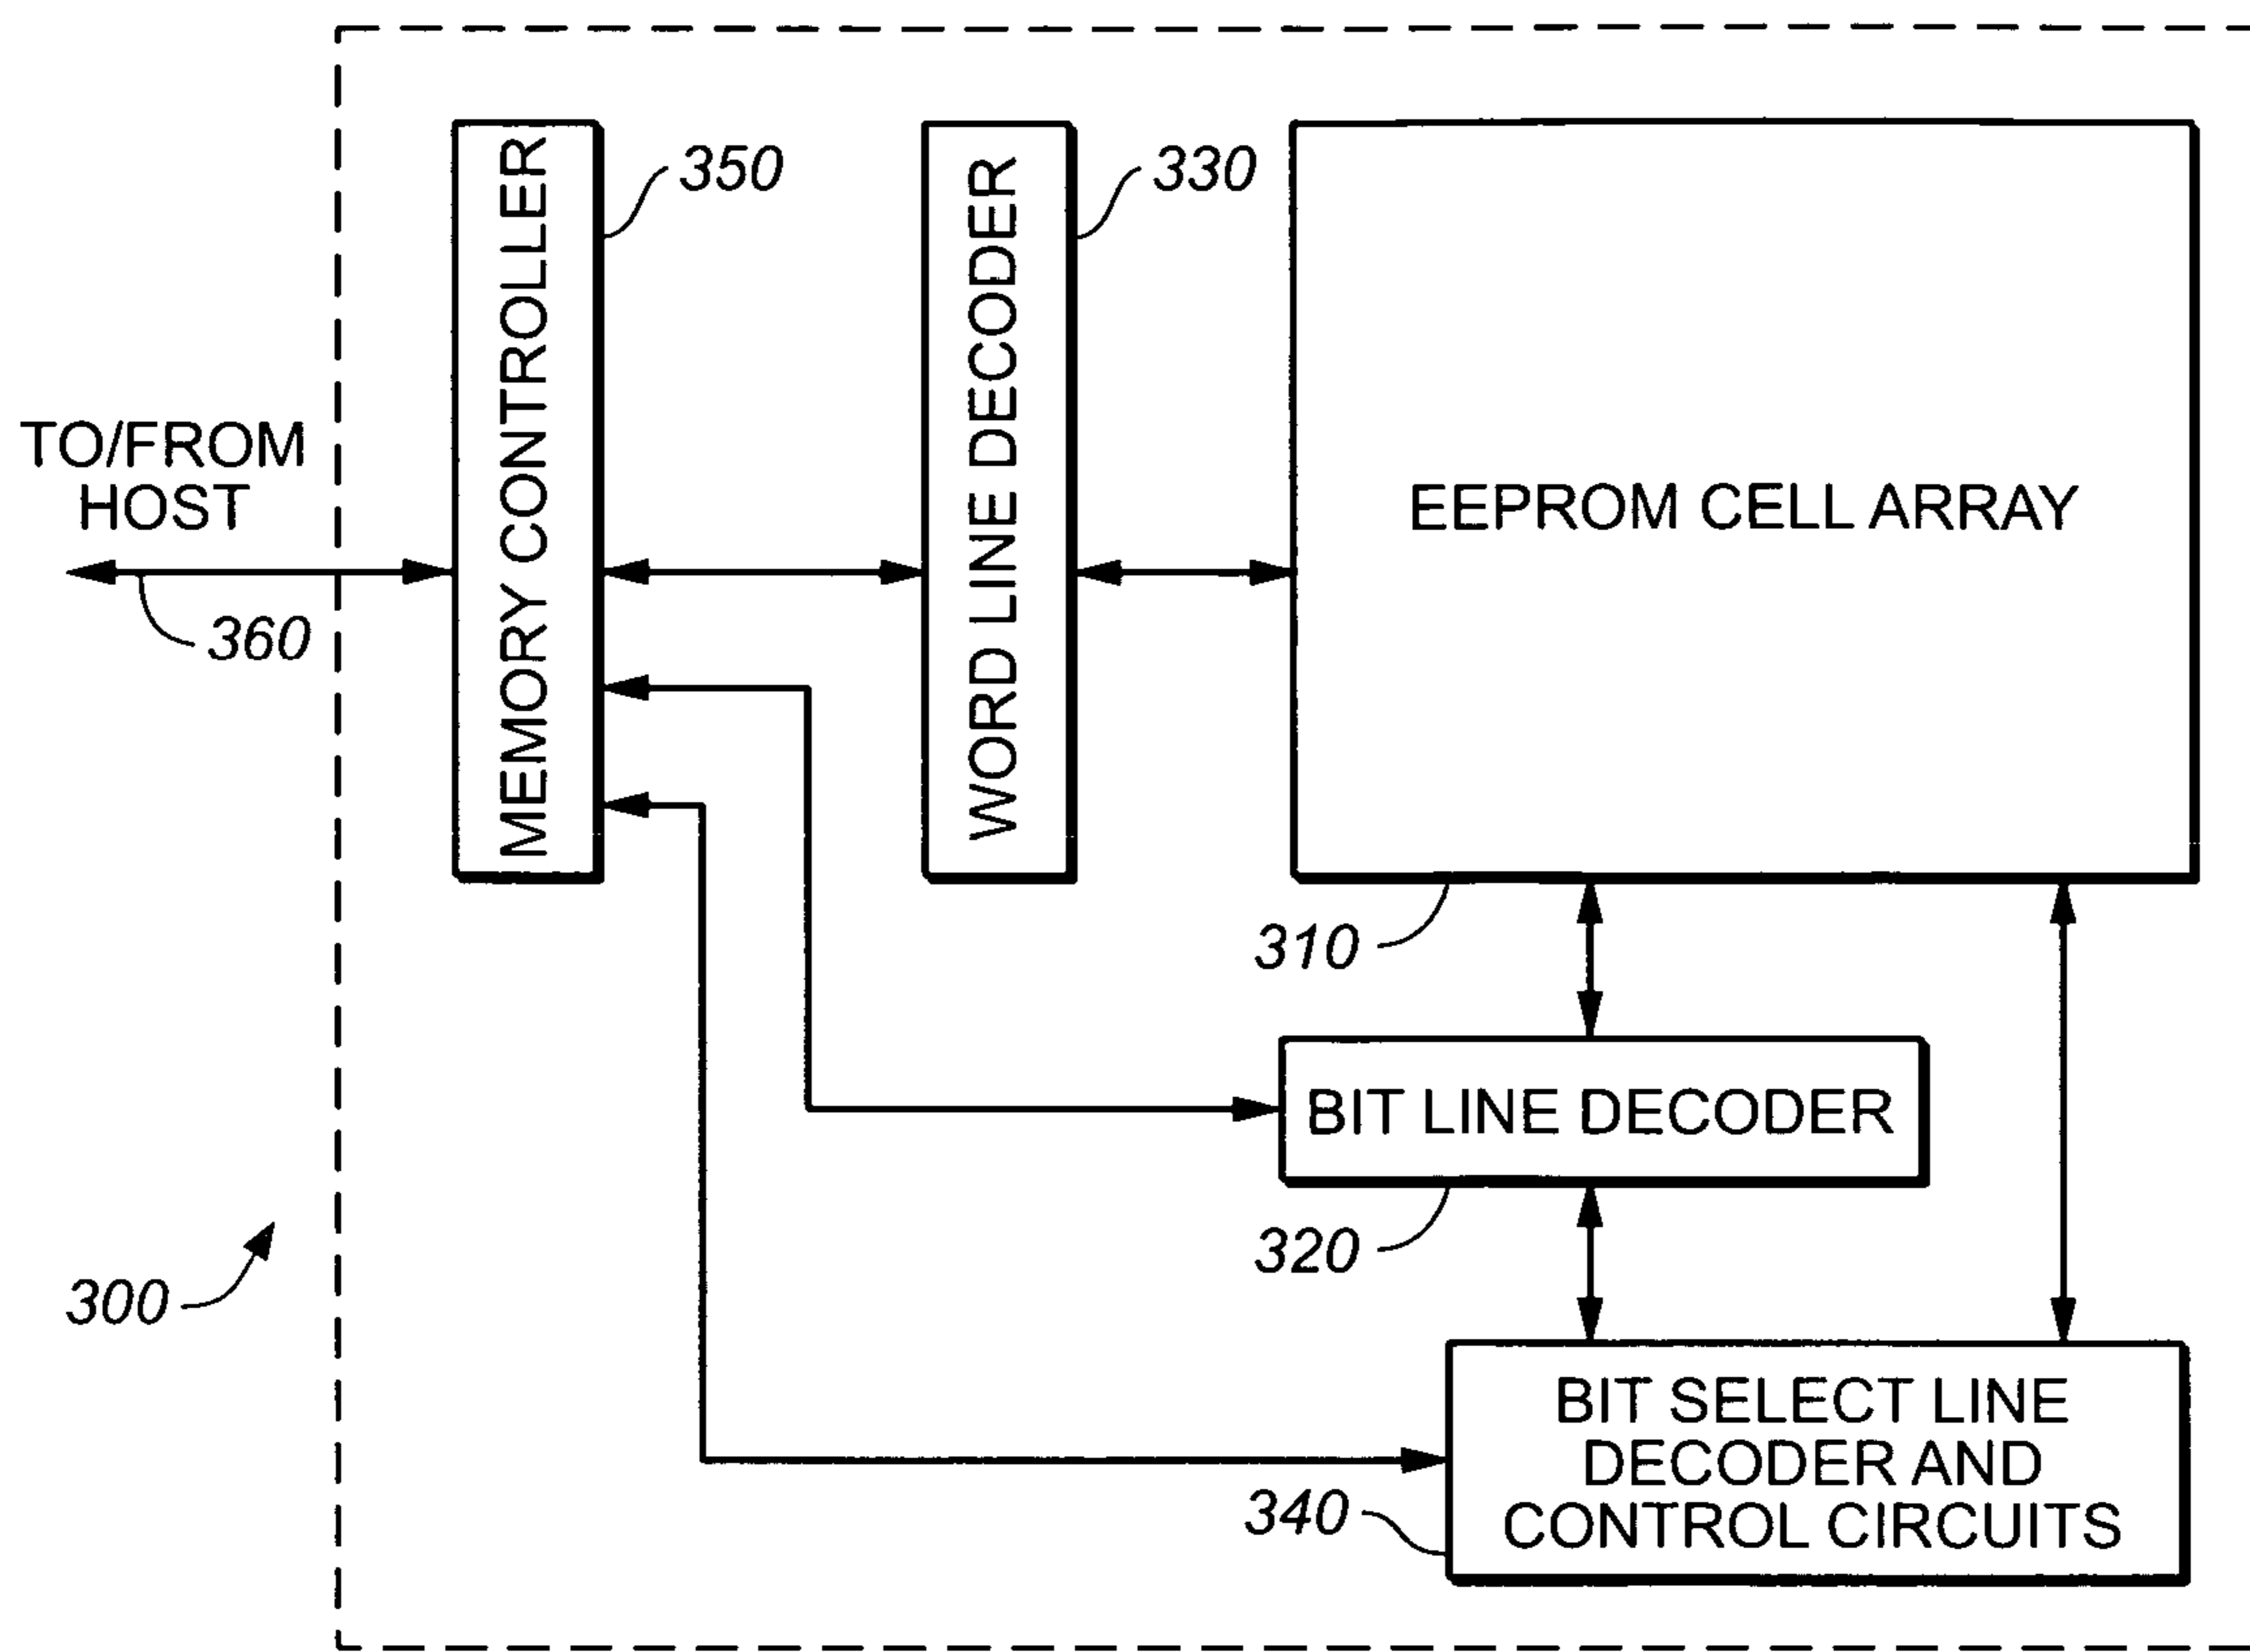 350
330
MEMORY CONTROLLER
WORD LINE DECODER
TO/FROM
HOST
EEPROM CELL ARRAY
360
310
BIT LINE DECODER
320
300
BIT SELECT LINE
DECODER AND
CONTROL CIRCUITS
340